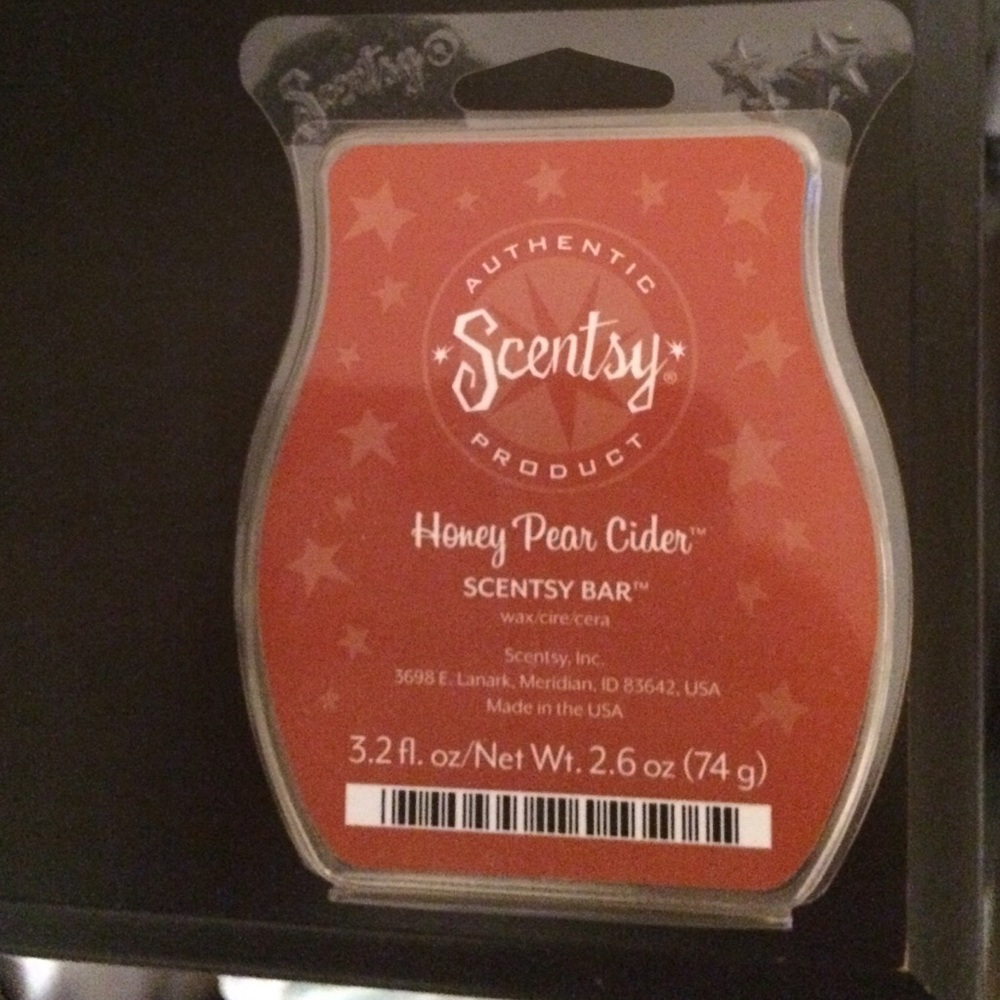 Scentsy®
AUTHENTIC
Scentsy®
PRODUCT
Honey Pear Cider™
SCENTSY BAR™
wax/cire/cera
Scentsy, Inc.
3698 E. Lanark, Meridian, ID 83642, USA
Made in the USA
3.2 fl. oz/Net Wt. 2.6 oz (74 g)